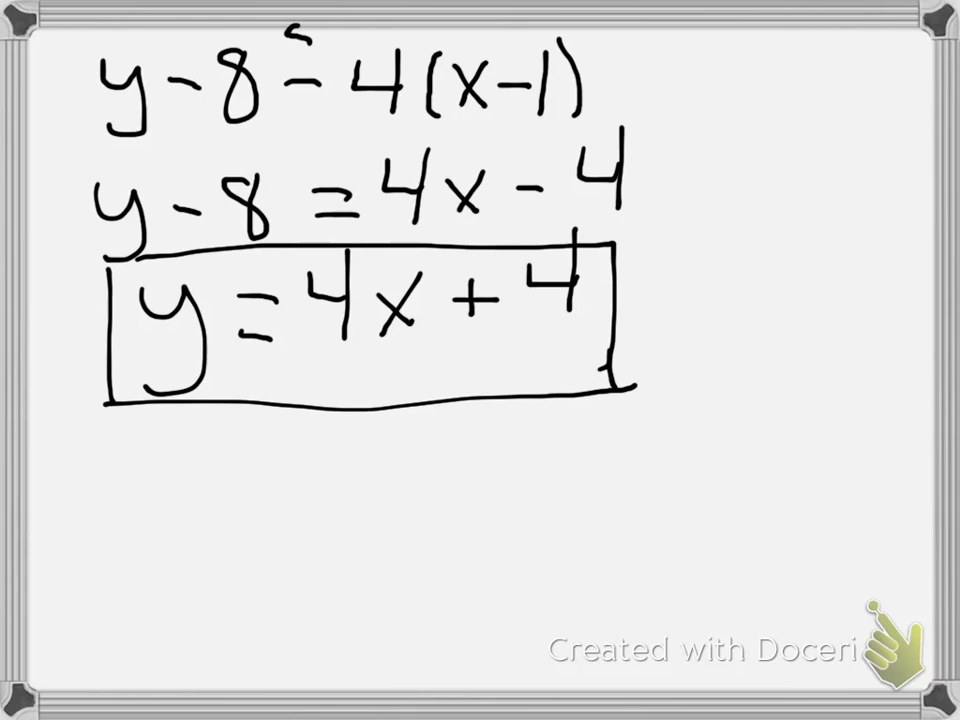 y - 8 = 4(x - 1)
y - 8 = 4x - 4
y = 4x + 4
Created with Doceri